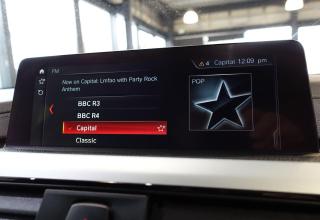 4 Capital 12:09 pm
FM
Now on Capital: Lmfao with Party Rock
Anthem
POP
BBC R3
BBC R4
Capital
Classic